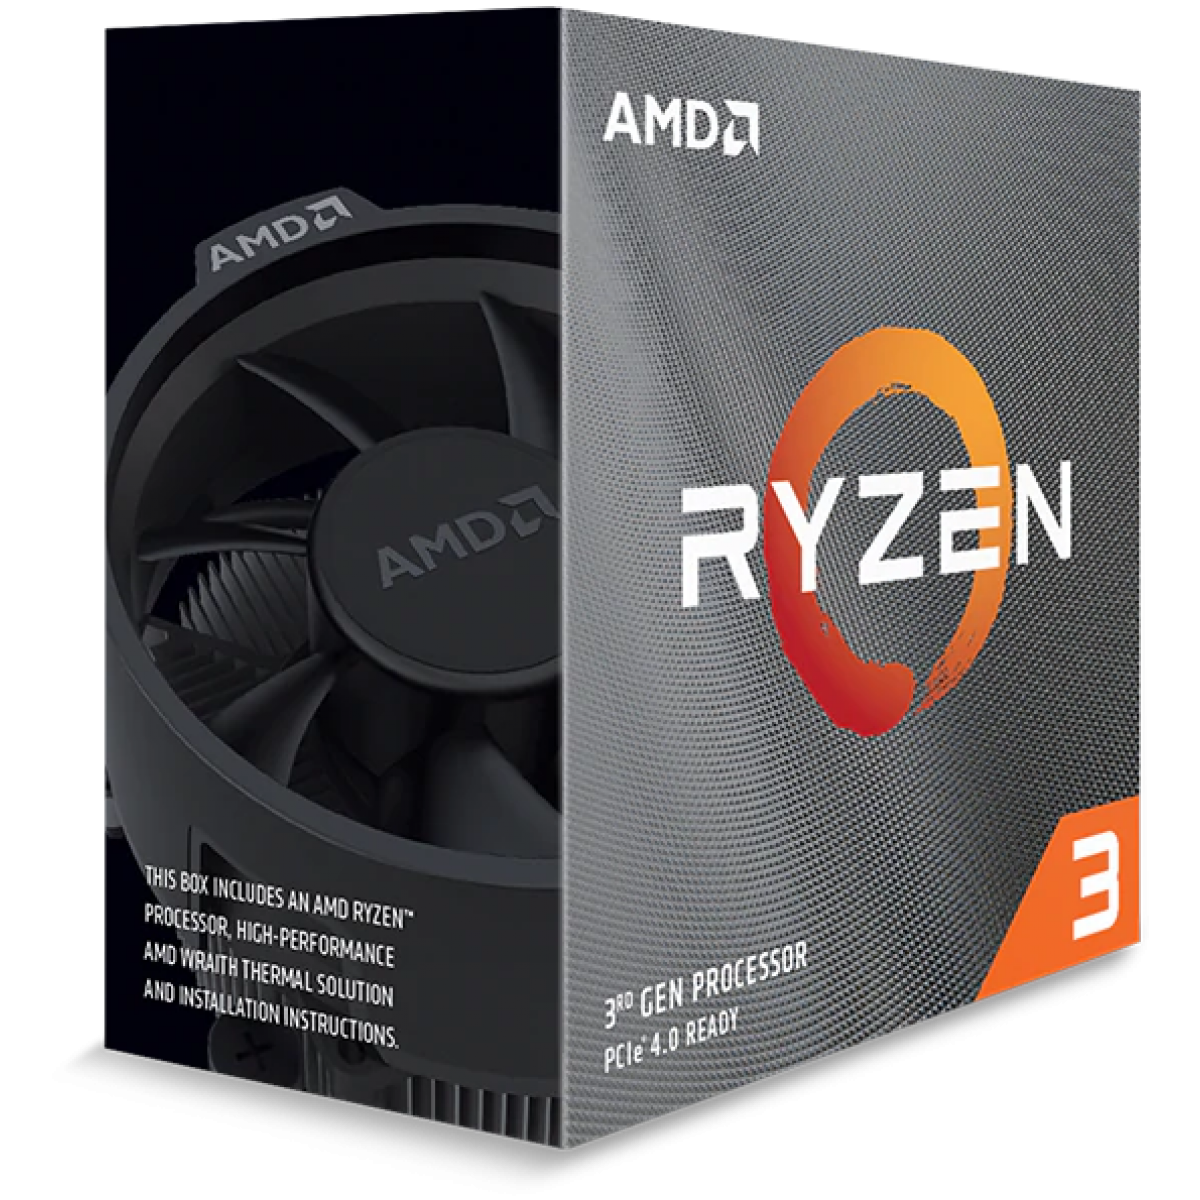 AMD
AMD
THIS BOX INCLUDES AN AMD RYZEN™
PROCESSOR, HIGH-PERFORMANCE
AMD WRAITH THERMAL SOLUTION
AND INSTALLATION INSTRUCTIONS.
AMD
RYZEN
3
3RD GEN PROCESSOR
PCIe® 4.0 READY